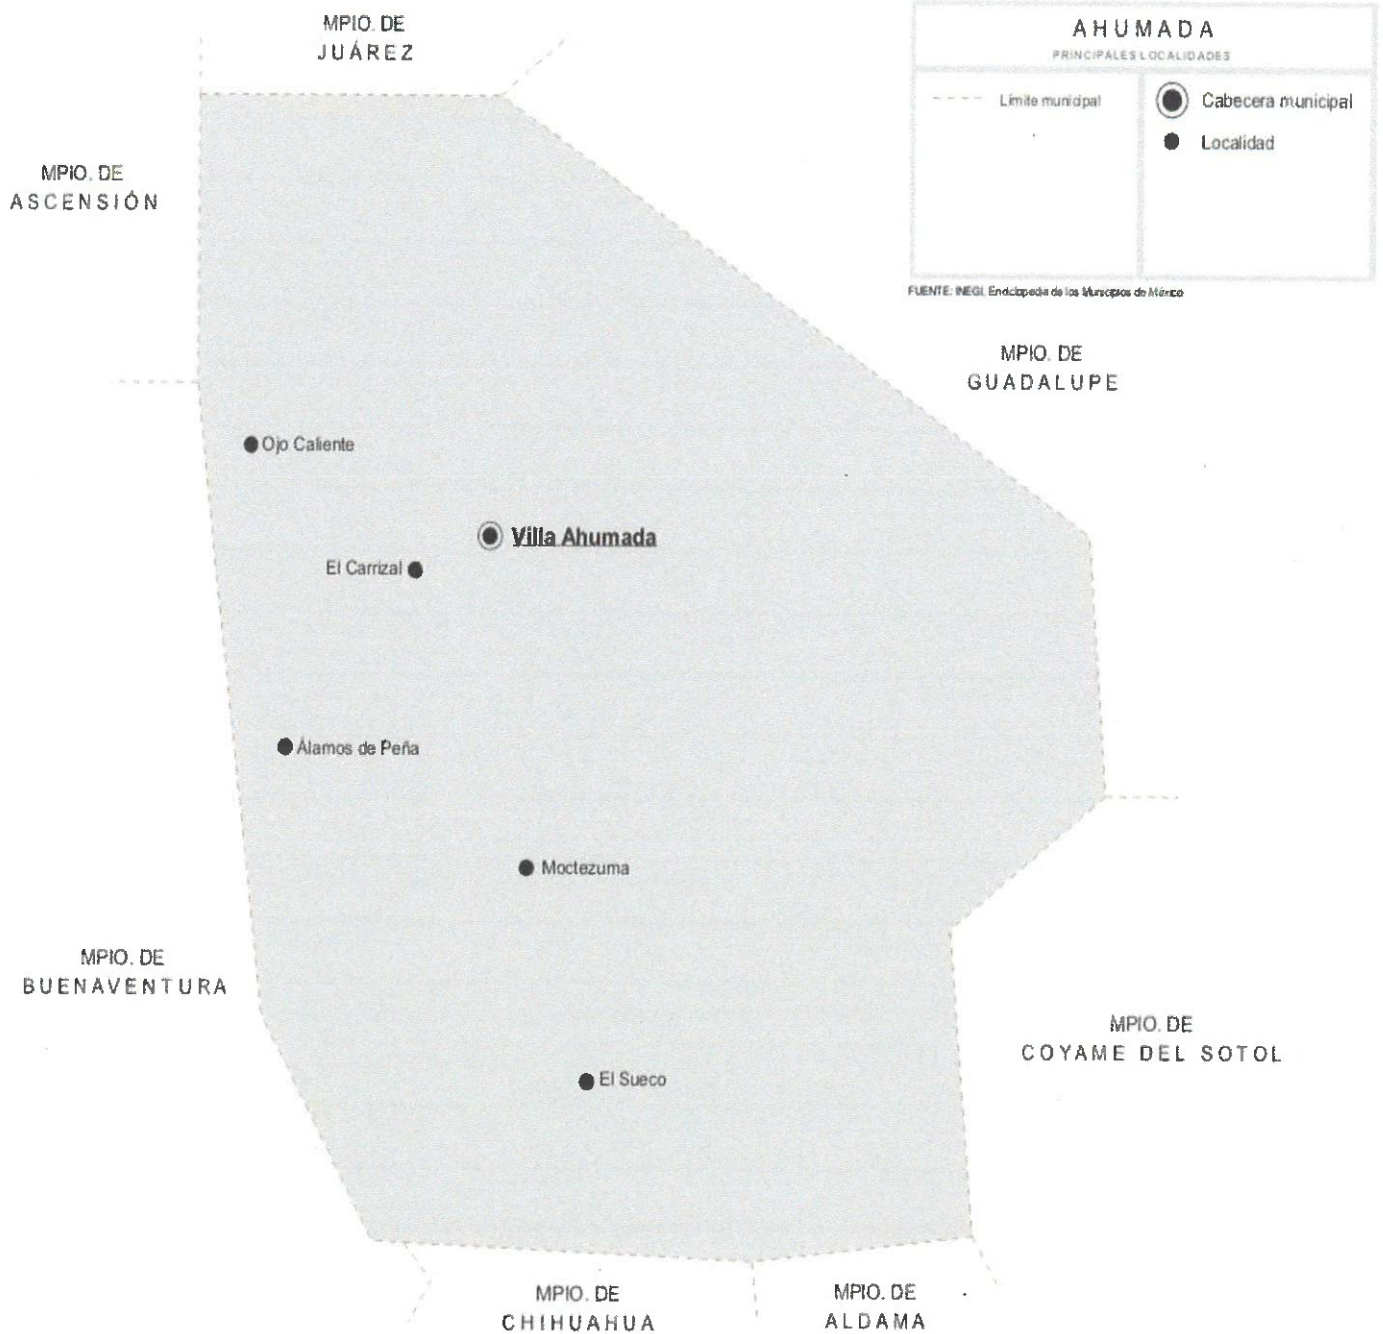 MPIO. DE
JUÁREZ
AHUMADA
PRINCIPALES LOCALIDADES
Límite municipal
Cabecera municipal
Localidad
FUENTE: INEGI, Enciclopedia de los Municipios de México
MPIO. DE
ASCENSIÓN
MPIO. DE
GUADALUPE
Ojo Caliente
Villa Ahumada
El Carrizal
Álamos de Peña
Moctezuma
MPIO. DE
BUENAVENTURA
MPIO. DE
COYAME DEL SOTOL
El Sueco
MPIO. DE
CHIHUAHUA
MPIO. DE
ALDAMA